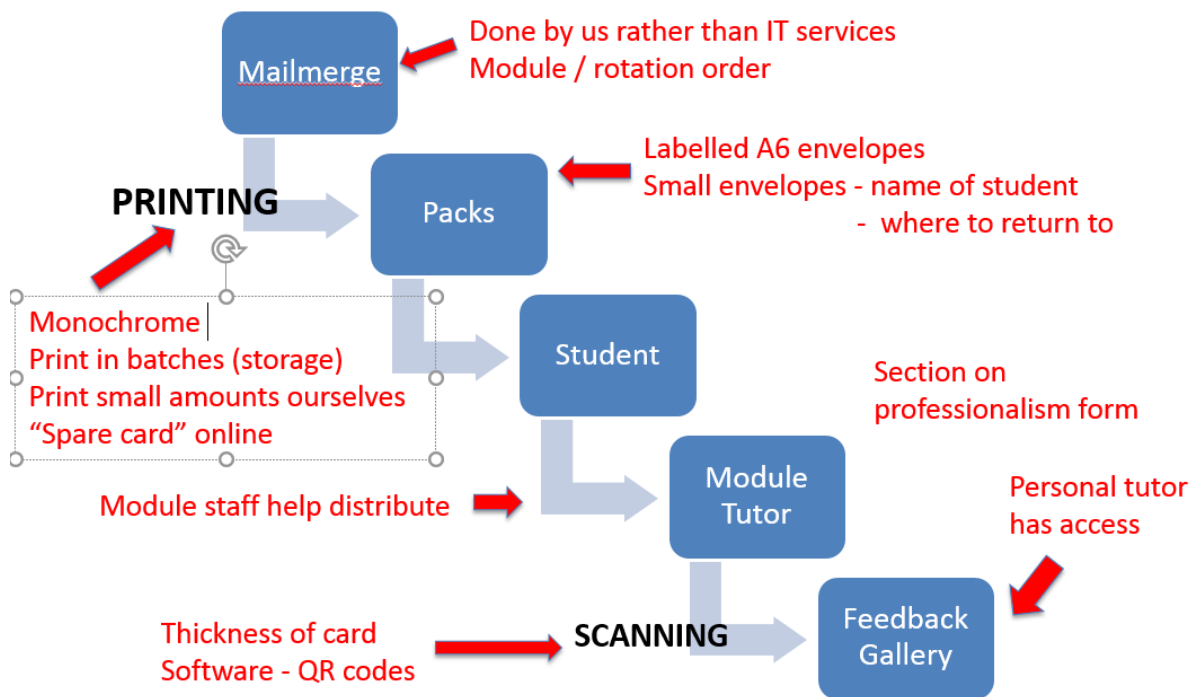 Mailmerge
Done by us rather than IT services
Module / rotation order
PRINTING
Packs
Labelled A6 envelopes
Small envelopes - name of student
- where to return to
Monochrome
Print in batches (storage)
Print small amounts ourselves
“Spare card” online
Student
Section on
professionalism form
Module staff help distribute
Module
Tutor
Personal tutor
has access
Thickness of card
Software - QR codes
SCANNING
Feedback
Gallery